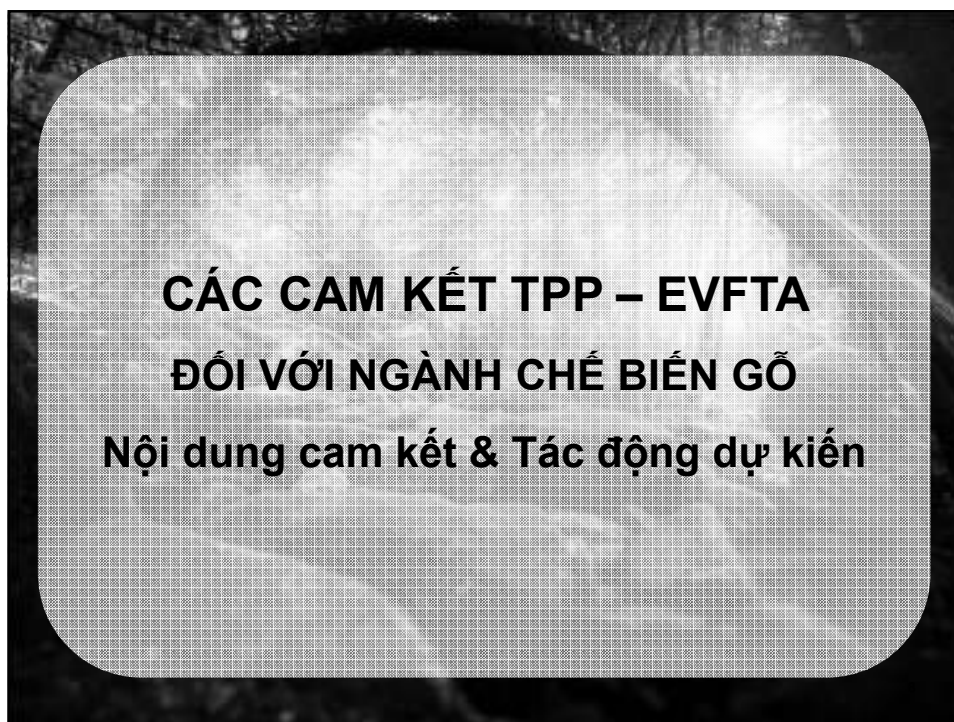 CÁC CAM KẾT TPP – EVFTA
ĐỐI VỚI NGÀNH CHẾ BIẾN GỖ
Nội dung cam kết & Tác động dự kiến